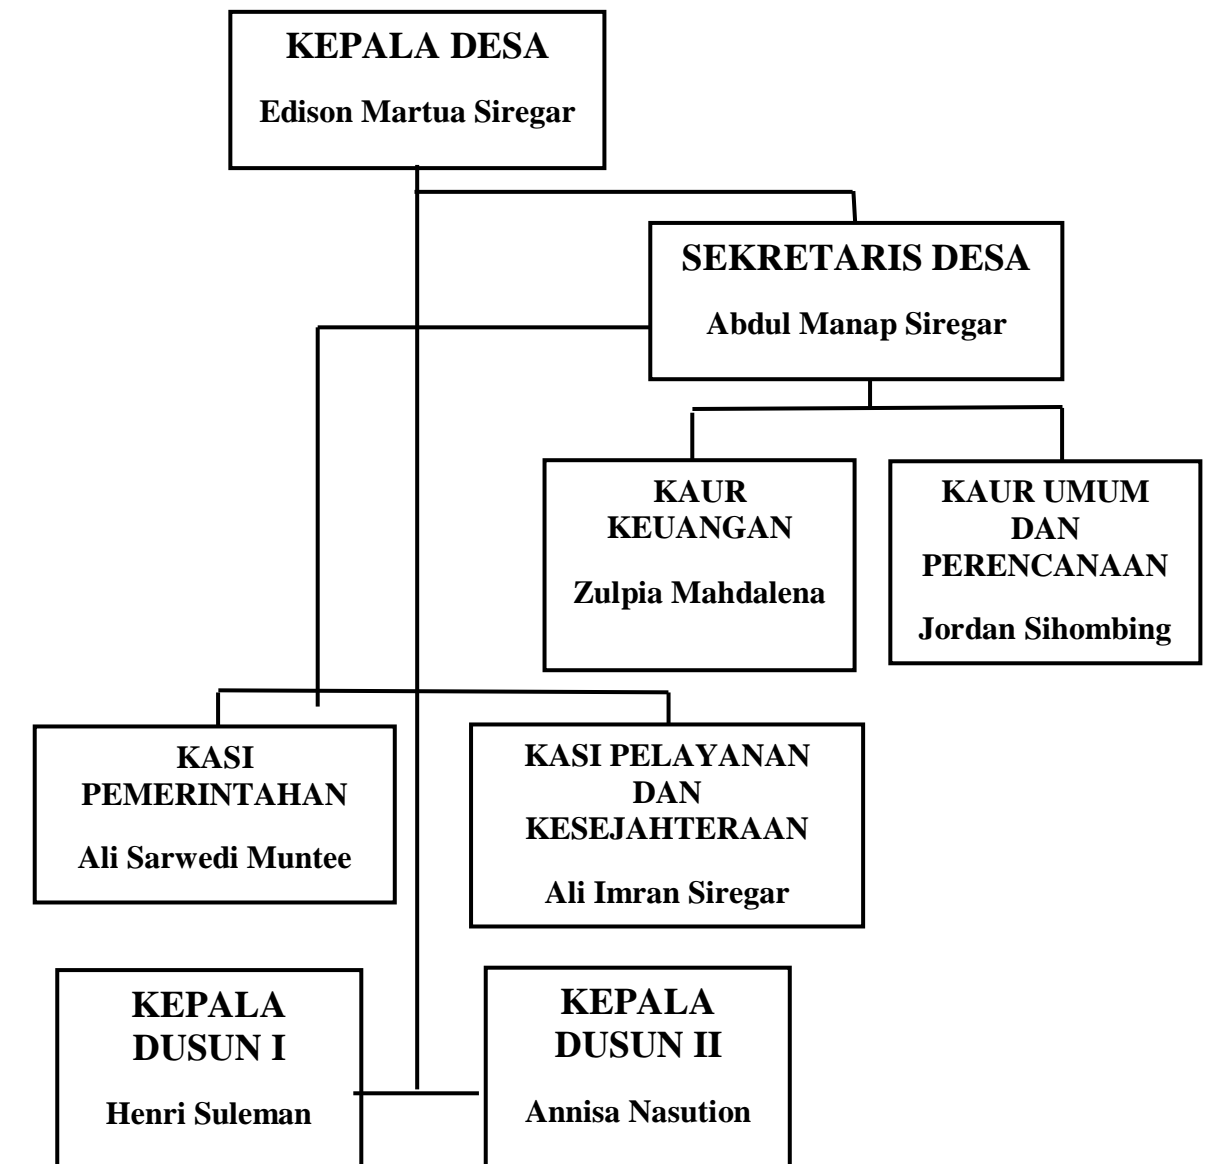 KEPALA DESA
Edison Martua Siregar
SEKRETARIS DESA
Abdul Manap Siregar
KAUR
KEUANGAN
Zulpia Mahdalena
KAUR UMUM
DAN
PERENCANAAN
Jordan Sihombing
KASI
PEMERINTAHAN
Ali Sarwedi Muntee
KASI PELAYANAN
DAN
KESEJAHTERAAN
Ali Imran Siregar
KEPALA
DUSUN I
Henri Suleman
KEPALA
DUSUN II
Annisa Nasution